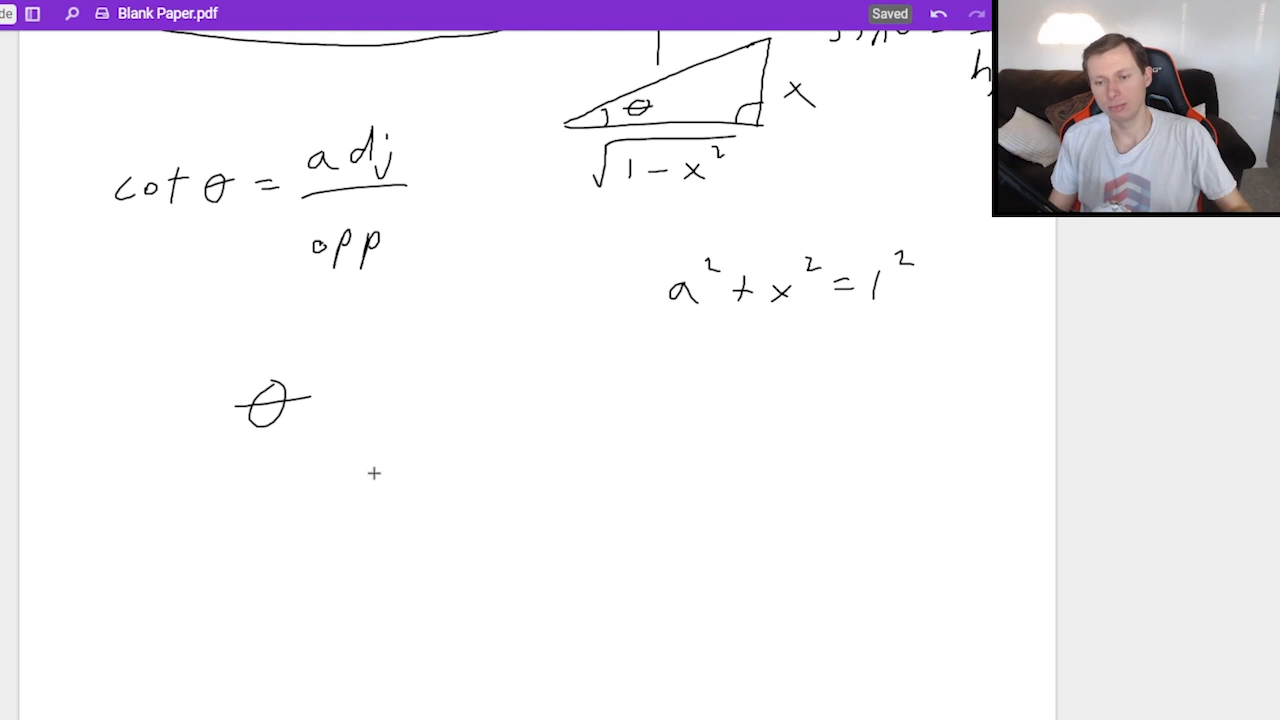 Blank Paper.pdf
Saved
1
θ
x
√1 - x²
cot θ = adj / opp
a² + x² = 1²
θ